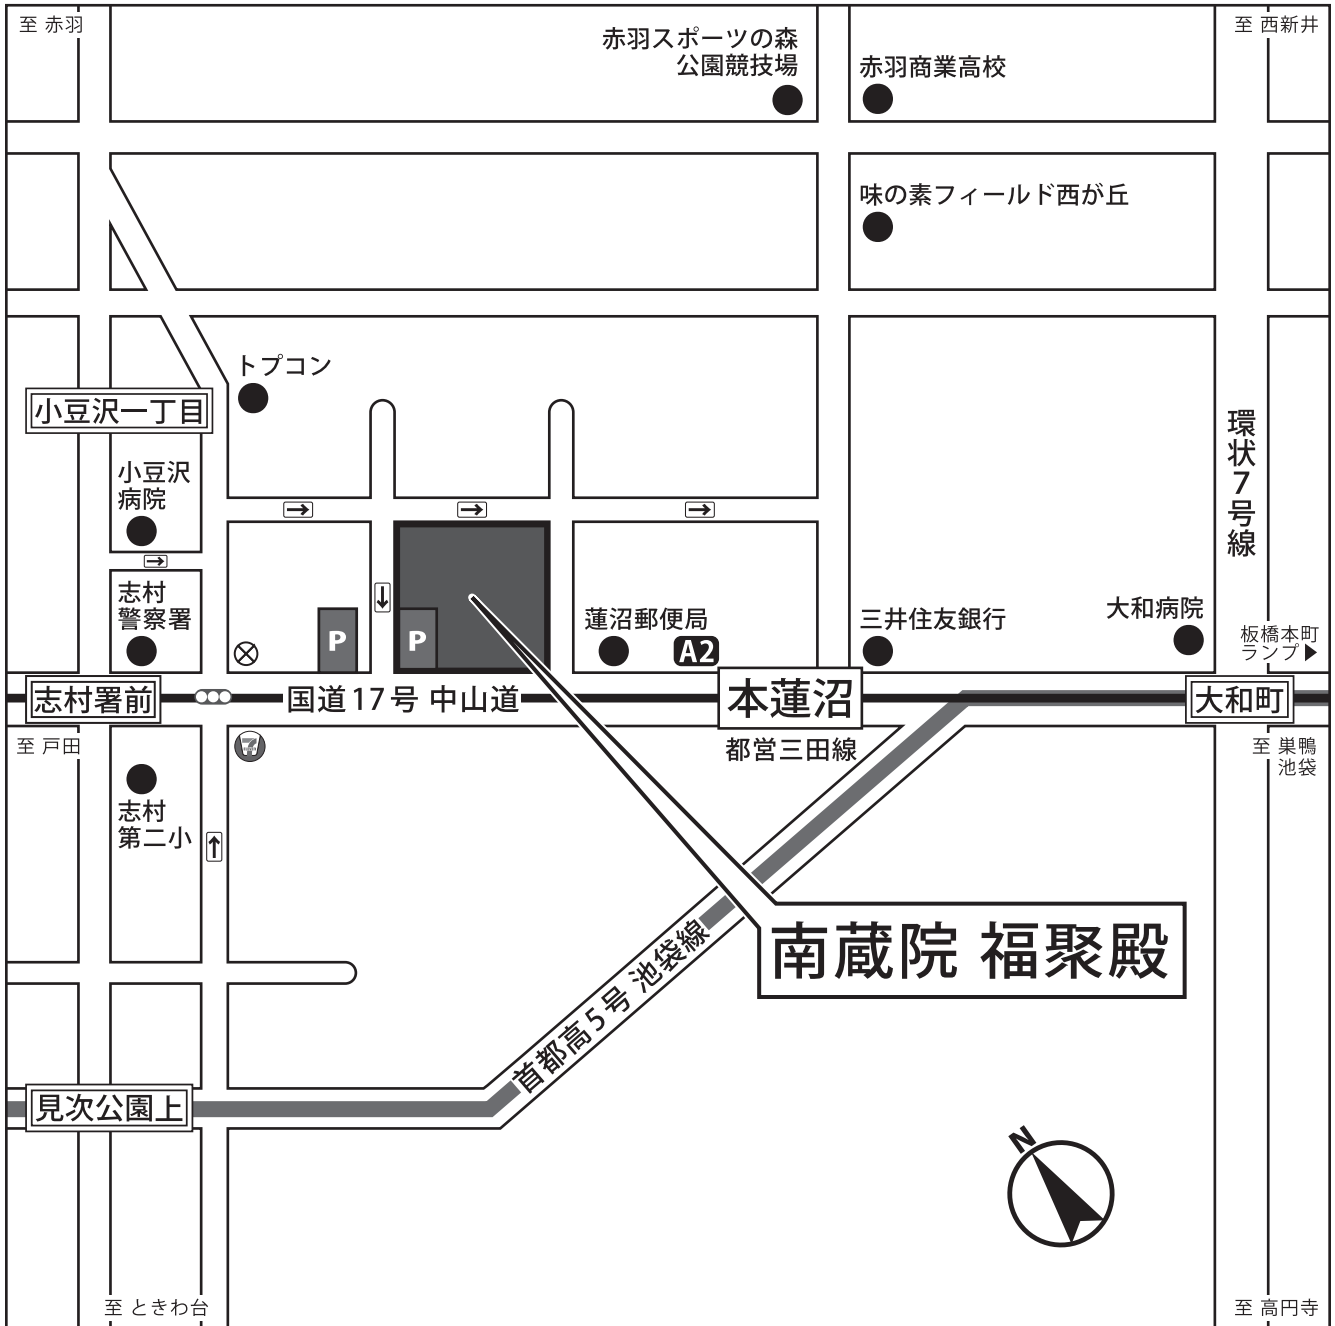 至 赤羽
至 西新井
赤羽スポーツの森
公園競技場
赤羽商業高校
味の素フィールド西が丘
トプコン
小豆沢一丁目
環状7号線
小豆沢
病院
志村
警察署
P
P
蓮沼郵便局
A2
三井住友銀行
大和病院
板橋本町
ランプ
志村署前
国道17号 中山道
本蓮沼
大和町
至 戸田
7
都営三田線
至 巣鴨
池袋
志村
第二小
南蔵院 福聚殿
首都高5号 池袋線
見次公園上
N
至 ときわ台
至 高円寺